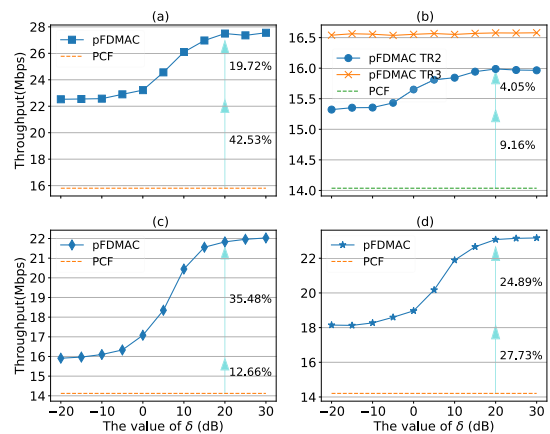 (a)
Throughput(Mbps)
28
26
24
22
20
18
16
pFDMAC
PCF
19.72%
42.53%
(b)
16.5
16.0
15.5
15.0
14.5
14.0
pFDMAC TR2
pFDMAC TR3
PCF
4.05%
9.16%
(c)
Throughput(Mbps)
22
21
20
19
18
17
16
15
14
pFDMAC
PCF
35.48%
12.66%
−20 −10 0 10 20 30
The value of δ (dB)
(d)
24
22
20
18
16
14
pFDMAC
PCF
24.89%
27.73%
−20 −10 0 10 20 30
The value of δ (dB)